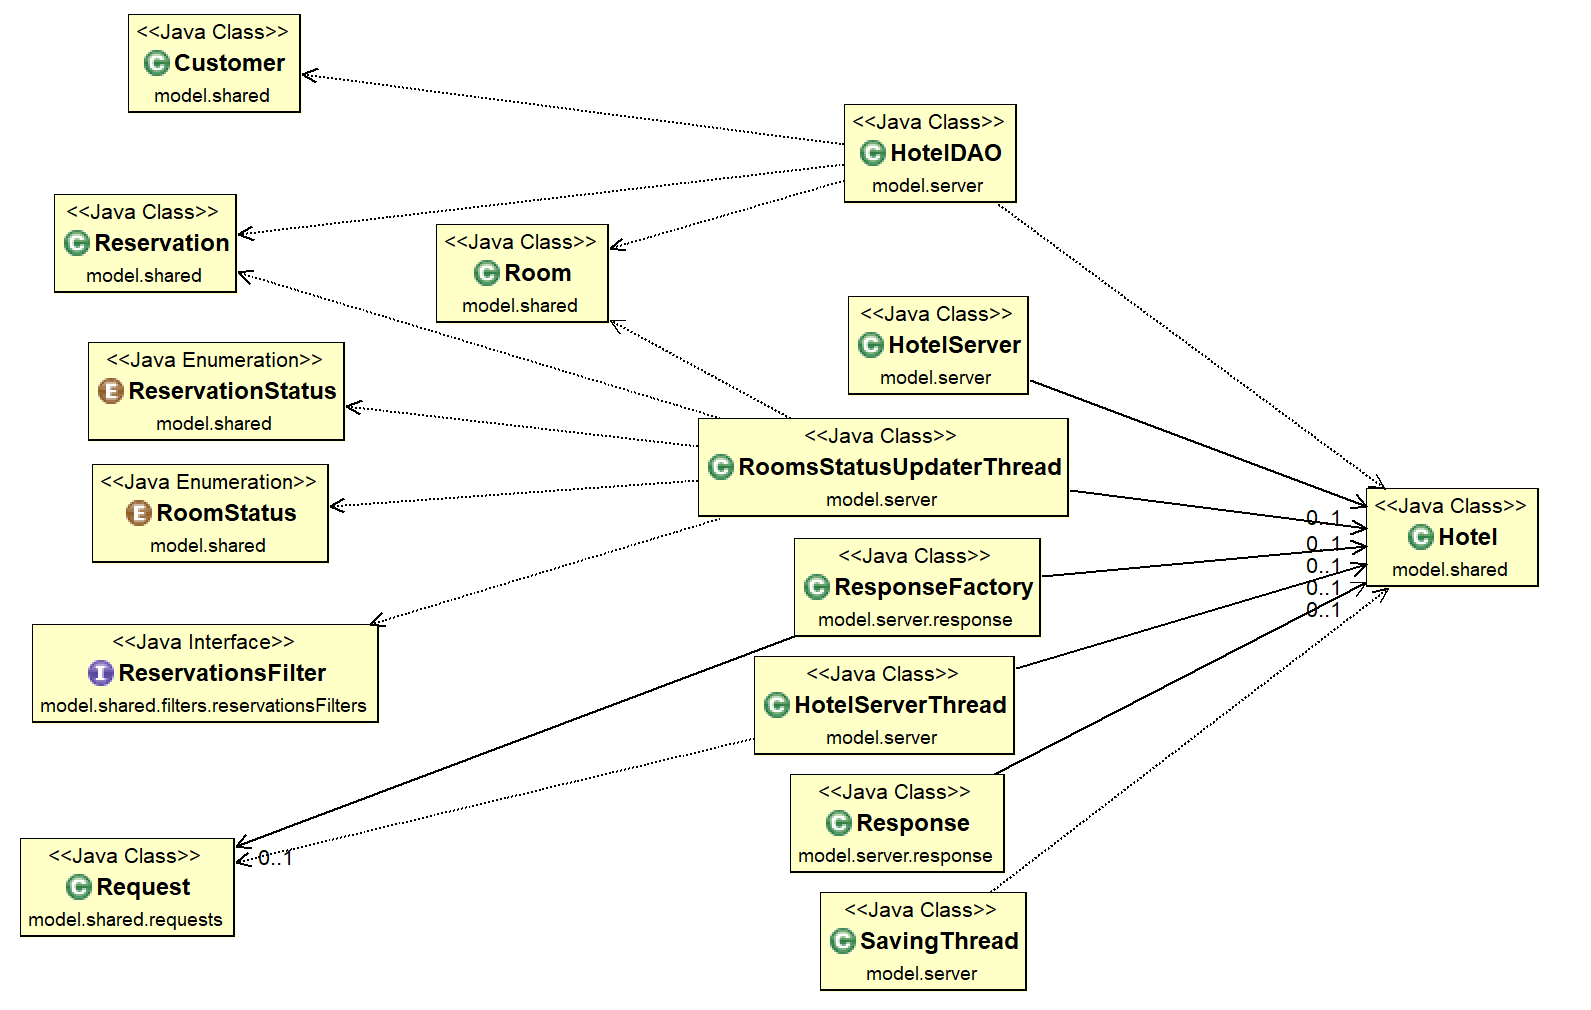 <<Java Class>>
C Customer
model.shared
<<Java Class>>
C HotelDAO
model.server
<<Java Class>>
C Reservation
model.shared
<<Java Class>>
C Room
model.shared
<<Java Class>>
C HotelServer
model.server
<<Java Enumeration>>
E ReservationStatus
model.shared
<<Java Class>>
C RoomsStatusUpdaterThread
model.server
<<Java Enumeration>>
E RoomStatus
model.shared
<<Java Class>>
C Hotel
model.shared
0..1
0..1
0..1
0..1
0..1
<<Java Class>>
C ResponseFactory
model.server.response
<<Java Interface>>
I ReservationsFilter
model.shared.filters.reservationsFilters
<<Java Class>>
C HotelServerThread
model.server
<<Java Class>>
C Response
model.server.response
<<Java Class>>
C Request
model.shared.requests
0..1
<<Java Class>>
C SavingThread
model.server